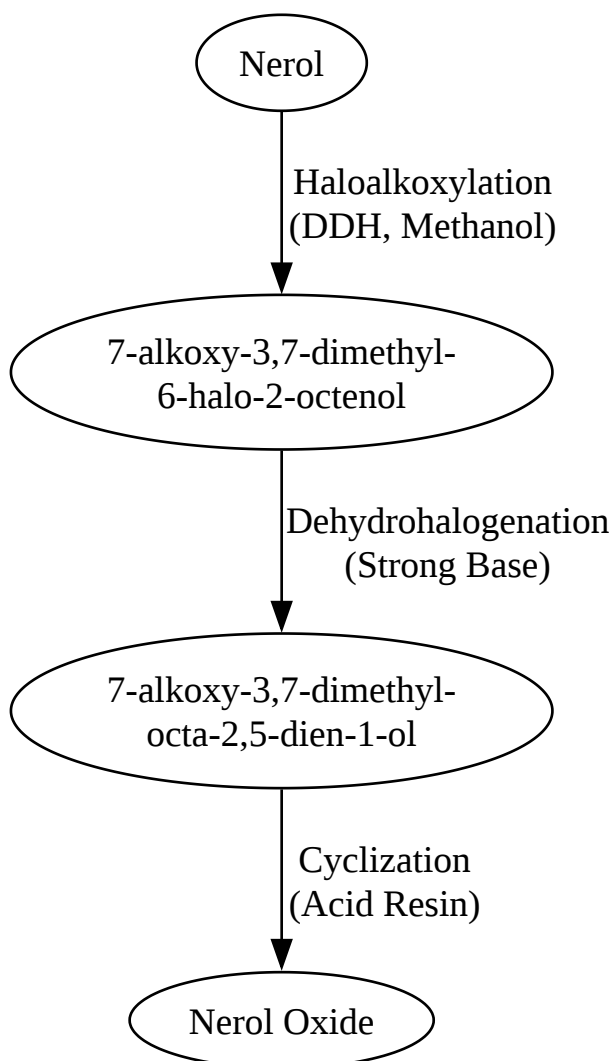 Nerol
Haloalkoxylation
(DDH, Methanol)
7-alkoxy-3,7-dimethyl-
6-halo-2-octenol
Dehydrohalogenation
(Strong Base)
7-alkoxy-3,7-dimethyl-
octa-2,5-dien-1-ol
Cyclization
(Acid Resin)
Nerol Oxide